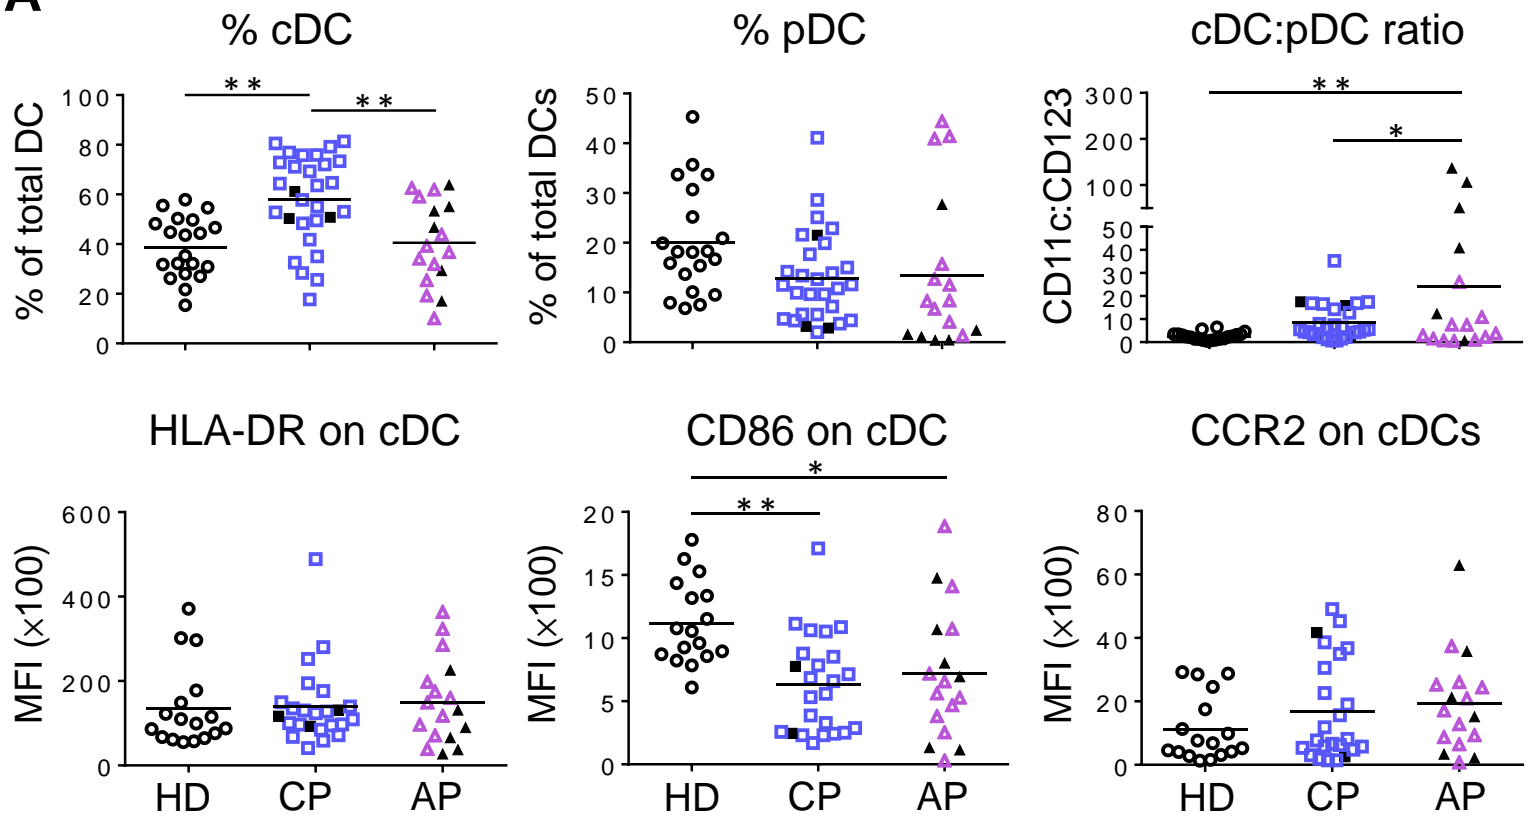 A
% cDC
% pDC
cDC:pDC ratio
% of total DC
100
80
60
40
20
0
**
**
% of total DCs
50
40
30
20
10
0
CD11c:CD123
300
200
100
50
40
30
20
10
0
**
*
HLA-DR on cDC
CD86 on cDC
CCR2 on cDCs
MFI (×100)
600
400
200
0
HD CP AP
MFI (×100)
20
15
10
5
0
*
**
HD CP AP
MFI (×100)
80
60
40
20
0
HD CP AP